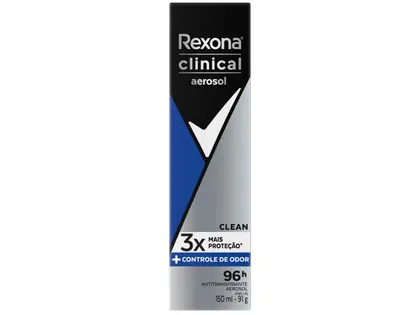 Rexona
clinical
aerosol
CLEAN
3x MAIS
PROTEÇÃO*
+CONTROLE DE ODOR
96h
ANTITRANSPIRANTE
AEROSOL
150 ml - 91 g